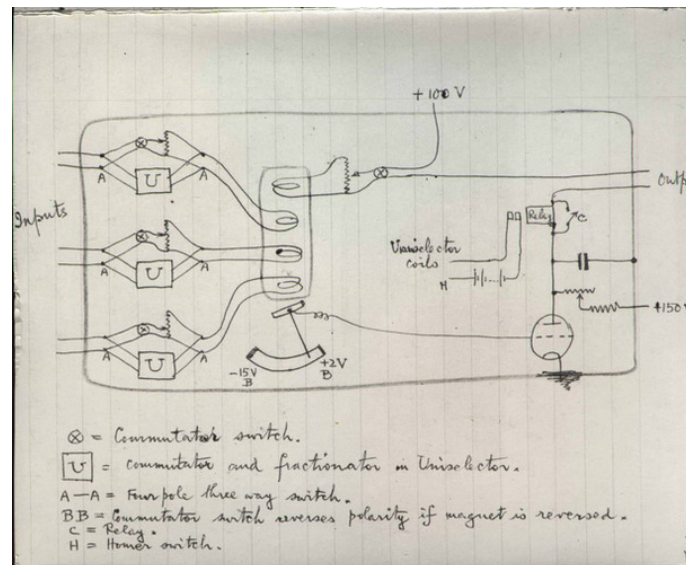 +100 V
Inputs
A
U
A
A
U
A
A
U
A
Outp
Relay
C
Uniselector
coils
H
+150V
-15V
B
+2V
B
⊗ = Commutator switch.
U = commutator and fractionator in Uniselector.
A—A = Four pole three way switch.
BB = Commutator switch reverses polarity if magnet is reversed.
C = Relay.
H = Homer switch.